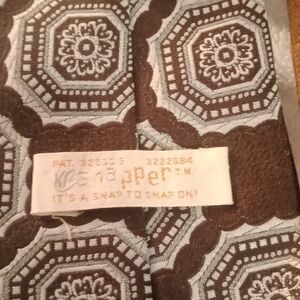 PAT. 3222684
snapper T.M.
IT'S A SNAP TO SNAP ON!